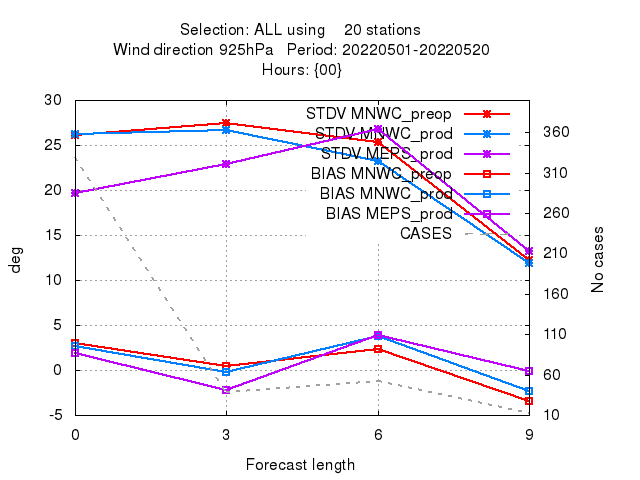 Selection: ALL using 20 stations
Wind direction 925hPa Period: 20220501-20220520
Hours: {00}
30
25
20
15
10
5
0
-5
deg
STDV MNWC_preop
STDV MNWC_prod
STDV MEPS_prod
BIAS MNWC_preop
BIAS MNWC_prod
BIAS MEPS_prod
CASES
360
310
260
210
160
110
60
10
No cases
0 3 6 9
Forecast length